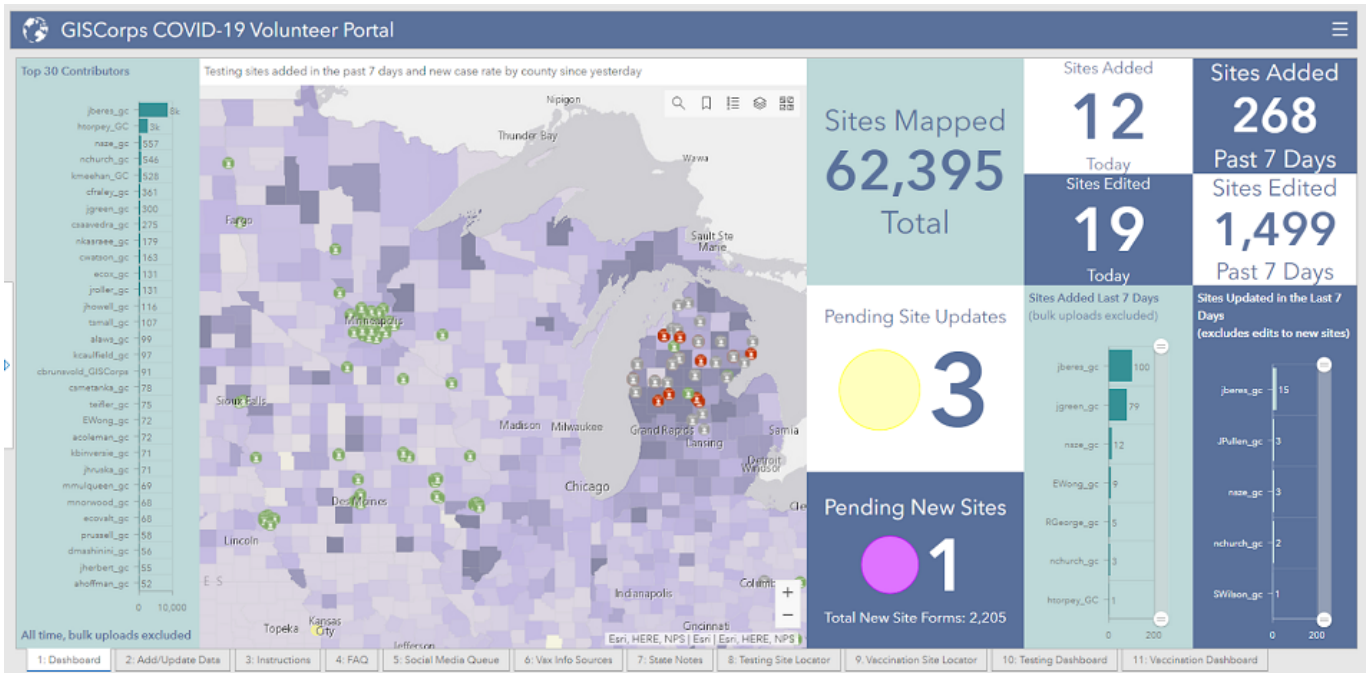 GISCorps COVID-19 Volunteer Portal
Top 30 Contributors
jberes_gc 8k
htorpey_GC 3k
naze_gc 557
nchurch_gc 546
kmeehan_GC 528
cfraley_gc 361
jgreen_gc 300
csaavedra_gc 275
nkasraee_gc 179
cwatson_gc 163
ecos_gc 131
jroller_gc 131
jhowell_gc 116
tsmall_gc 107
alaws_gc 99
kcaulfield_gc 97
cbrunsvold_GISCorps 91
csmetanka_gc 78
teifler_gc 75
EWong_gc 72
acoleman_gc 72
kbinversie_gc 71
jhruska_gc 71
mmulqueen_gc 69
mnorwood_gc 68
ecovalt_gc 68
prussell_gc 58
dmashinini_gc 56
jherbert_gc 55
ahoffman_gc 52
0 10,000
All time, bulk uploads excluded
Testing sites added in the past 7 days and new case rate by county since yesterday
Nipigon
Thunder Bay
Wawa
Fargo
Sault Ste
Marie
Minneapolis
Sioux Falls
Madison
Milwaukee
Grand Rapids
Lansing
Sarnia
Detroit
Windsor
Chicago
Cle
Des Moines
Lincoln
E S
Columb
Indianapolis
Topeka
Kansas
City
Cincinnati
Jefferson
+
−
Esri, HERE, NPS | Esri | Esri, HERE, NPS
Sites Mapped
62,395
Total
Sites Added
12
Today
Sites Added
268
Past 7 Days
Sites Edited
19
Today
Sites Edited
1,499
Past 7 Days
Pending Site Updates
3
Pending New Sites
1
Total New Site Forms: 2,205
Sites Added Last 7 Days
(bulk uploads excluded)
jberes_gc 100
jgreen_gc 79
naze_gc 12
EWong_gc 9
RGeorge_gc 5
nchurch_gc 3
htorpey_GC 1
0 200
Sites Updated in the Last 7
Days
(excludes edits to new sites)
jberes_gc 15
JPullen_gc 3
naze_gc 3
nchurch_gc 2
SWilson_gc 1
0 200
1: Dashboard
2: Add/Update Data
3: Instructions
4: FAQ
5: Social Media Queue
6: Vax Info Sources
7: State Notes
8: Testing Site Locator
9. Vaccination Site Locator
10: Testing Dashboard
11: Vaccination Dashboard